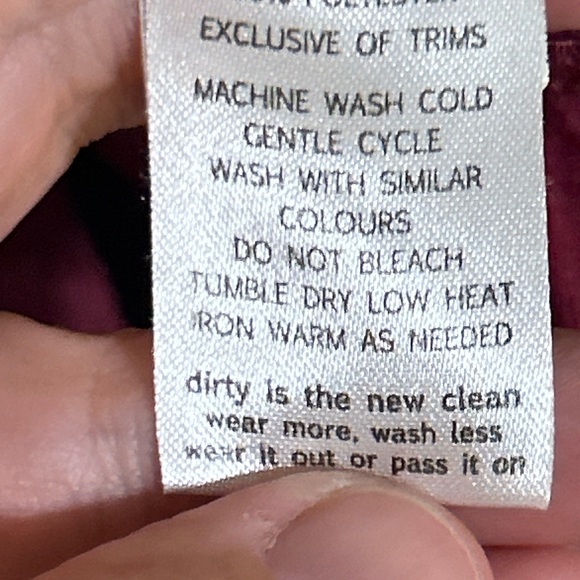 POLYESTER
EXCLUSIVE OF TRIMS
MACHINE WASH COLD
GENTLE CYCLE
WASH WITH SIMILAR
COLOURS
DO NOT BLEACH
TUMBLE DRY LOW HEAT
IRON WARM AS NEEDED
dirty is the new clean
wear more, wash less
wear it out or pass it on